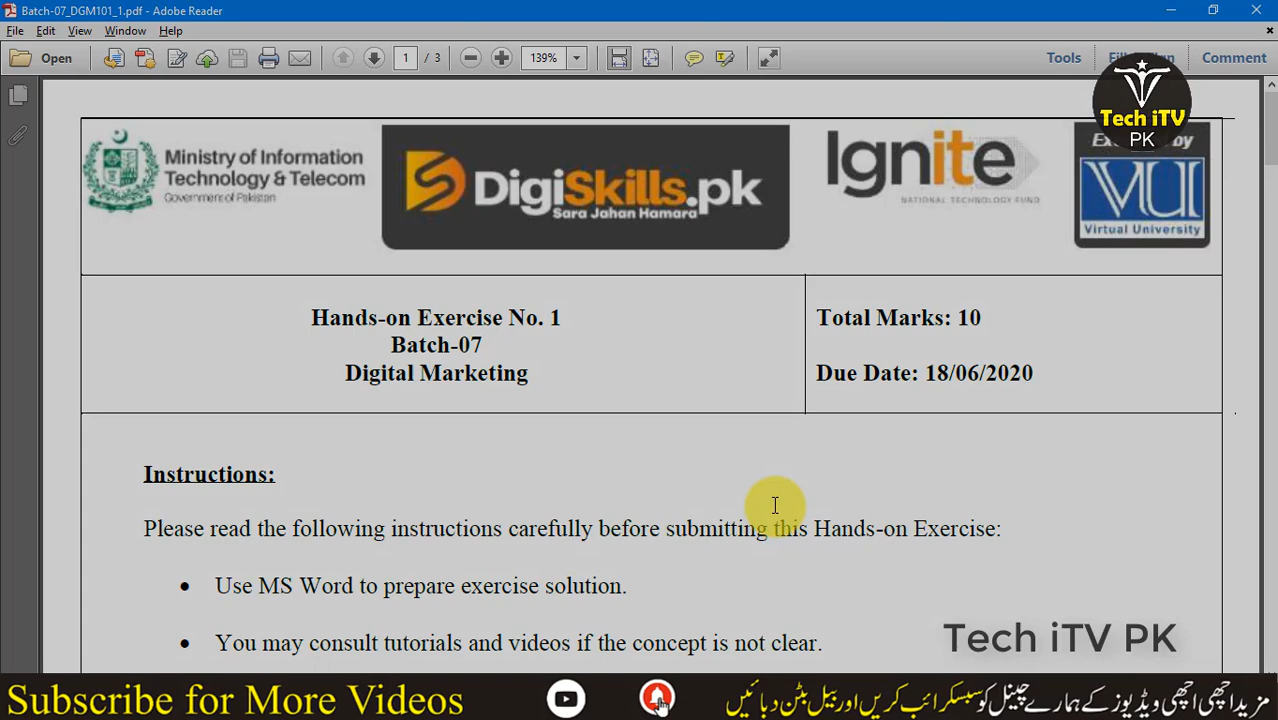 Batch-07_DGM101_1.pdf - Adobe Reader
File Edit View Window Help
Open 1 / 3 139% Tools Comment
Tech iTV
PK
Ministry of Information
Technology & Telecom
Government of Pakistan
DigiSkills.pk
Sara Jahan Hamara
Ignite
NATIONAL TECHNOLOGY FUND
by
VU
Virtual University
Hands-on Exercise No. 1
Batch-07
Digital Marketing
Total Marks: 10
Due Date: 18/06/2020
Instructions:
Please read the following instructions carefully before submitting this Hands-on Exercise:
• Use MS Word to prepare exercise solution.
• You may consult tutorials and videos if the concept is not clear.
Tech iTV PK
Subscribe for More Videos
مزید اچھی اچھی ویڈیوز کے ہمارے چینل کو سبسکرائب کریں اور بیل بٹن دبائیں